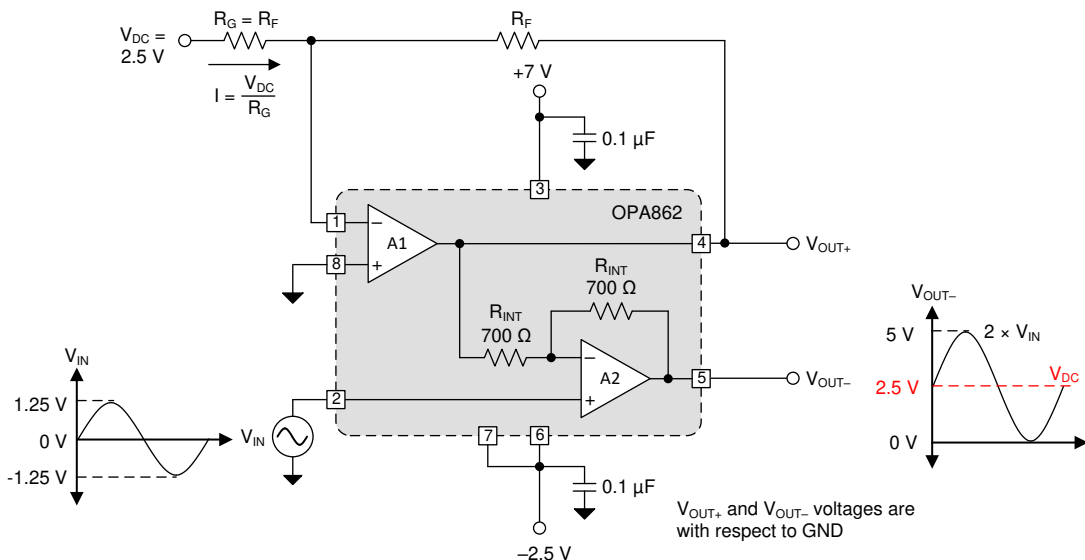 R_G = R_F
V_DC =
2.5 V
I = V_DC / R_G
R_F
+7 V
0.1 µF
3
OPA862
1
−
A1
+
8
4
V_OUT+
R_INT
700 Ω
R_INT
700 Ω
−
A2
+
5
V_OUT–
2
V_IN
7
6
0.1 µF
–2.5 V
V_IN
1.25 V
0 V
-1.25 V
V_OUT–
5 V
2 × V_IN
2.5 V
V_DC
0 V
V_OUT+ and V_OUT– voltages are
with respect to GND